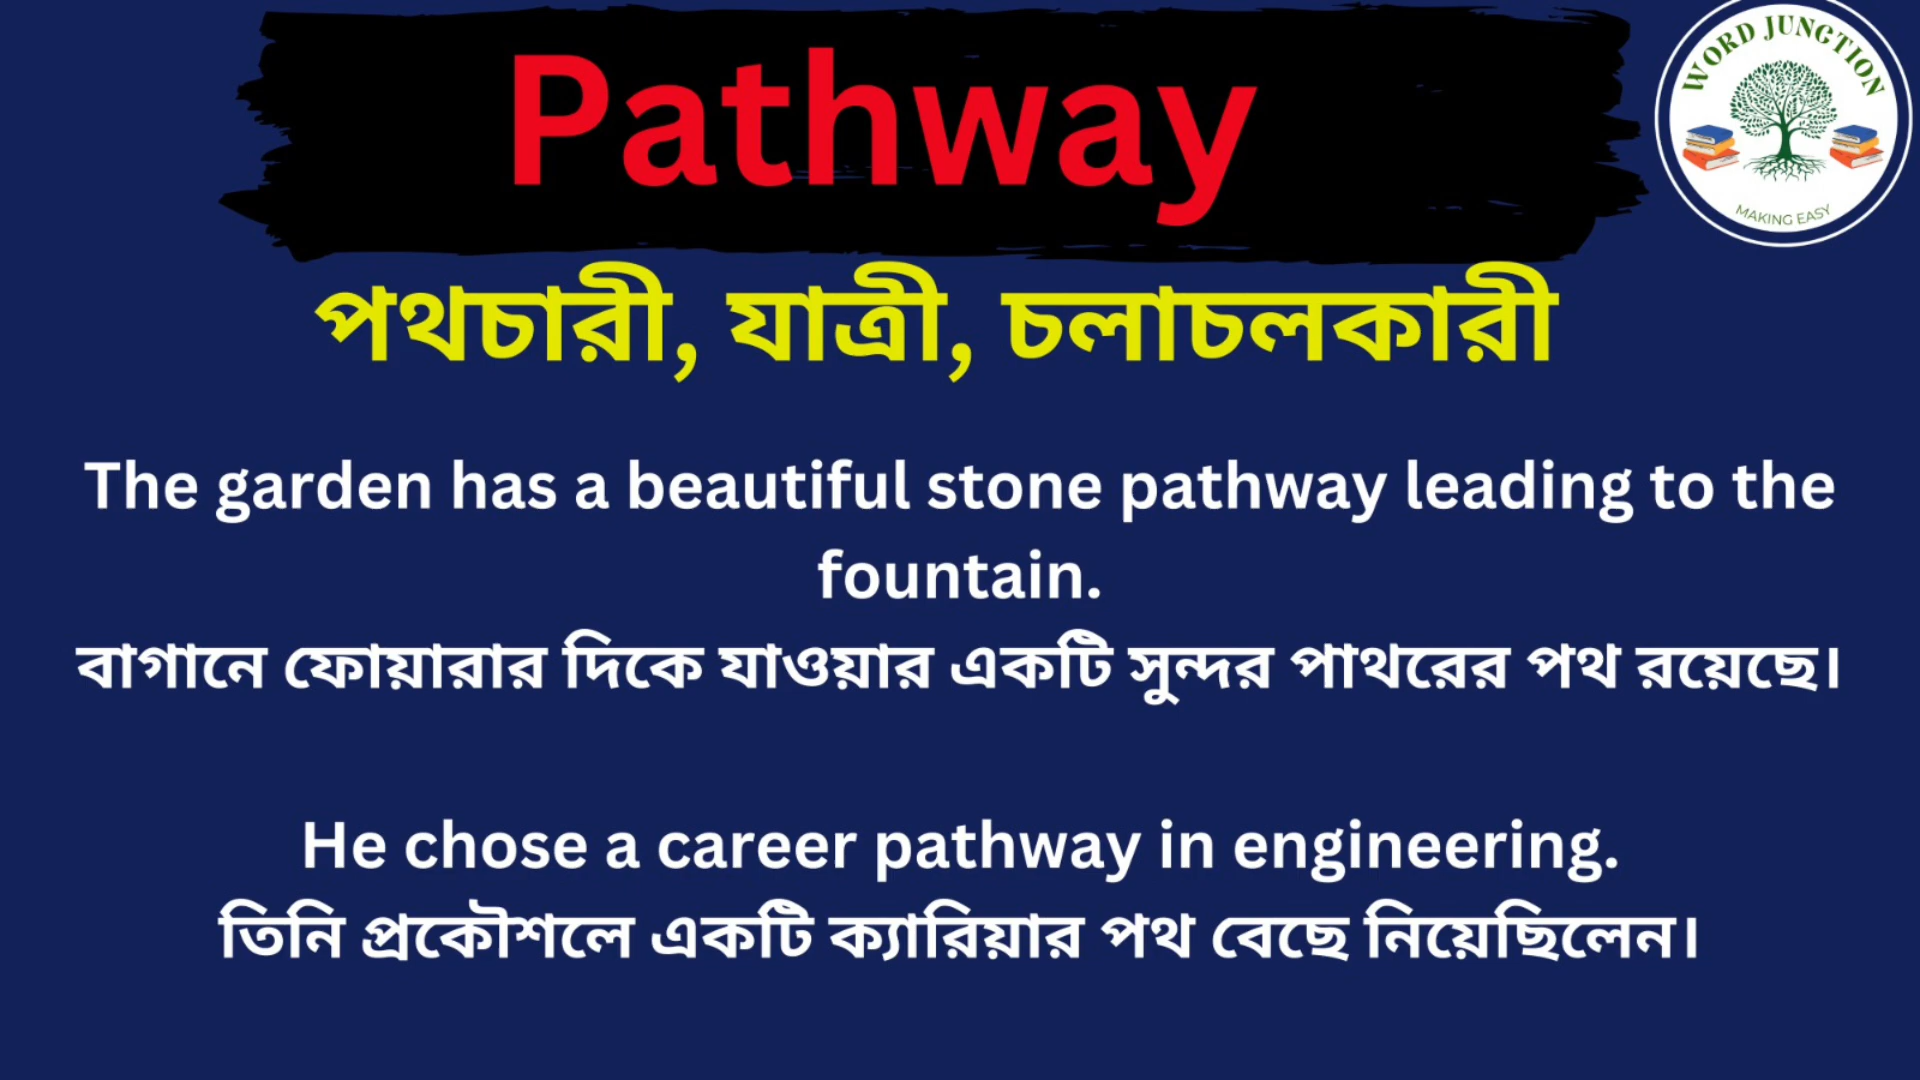 Pathway
WORD JUNCTION
MAKING EASY
পথচারী, যাত্রী, চলাচলকারী
The garden has a beautiful stone pathway leading to the
fountain.
বাগানে ফোয়ারার দিকে যাওয়ার একটি সুন্দর পাথরের পথ রয়েছে।
He chose a career pathway in engineering.
তিনি প্রকৌশলে একটি ক্যারিয়ার পথ বেছে নিয়েছিলেন।